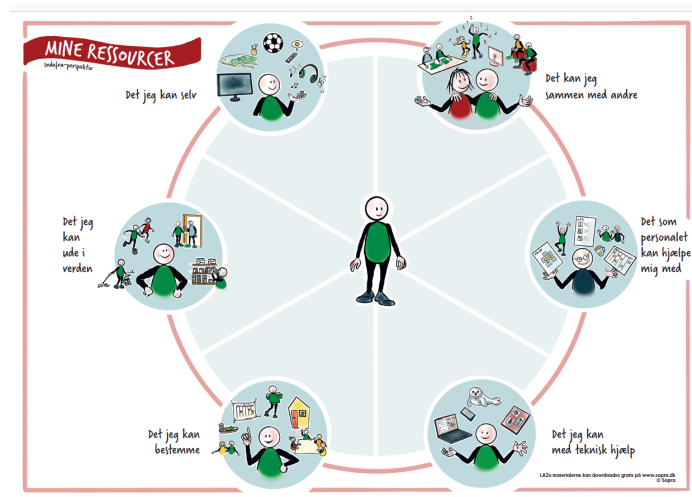 MINE RESSOURCER
Indefra-perspektiv
Det jeg kan selv
Det kan jeg
sammen med andre
Det jeg
kan
ude i
verden
Det som
personalet
kan hjælpe
mig med
Det jeg kan
bestemme
Det jeg kan
med teknisk hjælp
LA2u materialerne kan downloades gratis på www.sopra.dk
© Sopra